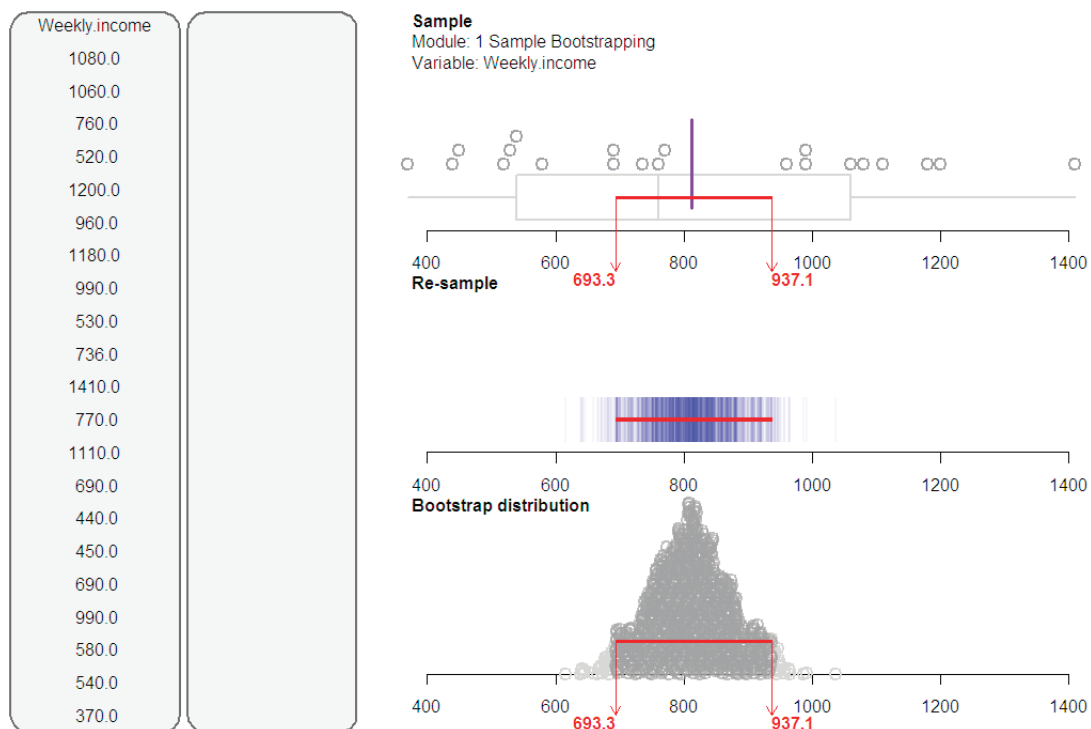 Weekly.income
1080.0
1060.0
760.0
520.0
1200.0
960.0
1180.0
990.0
530.0
736.0
1410.0
770.0
1110.0
690.0
440.0
450.0
690.0
990.0
580.0
540.0
370.0
Sample
Module: 1 Sample Bootstrapping
Variable: Weekly.income
400 600 800 1000 1200 1400
693.3 937.1
Re-sample
400 600 800 1000 1200 1400
Bootstrap distribution
400 600 800 1000 1200 1400
693.3 937.1